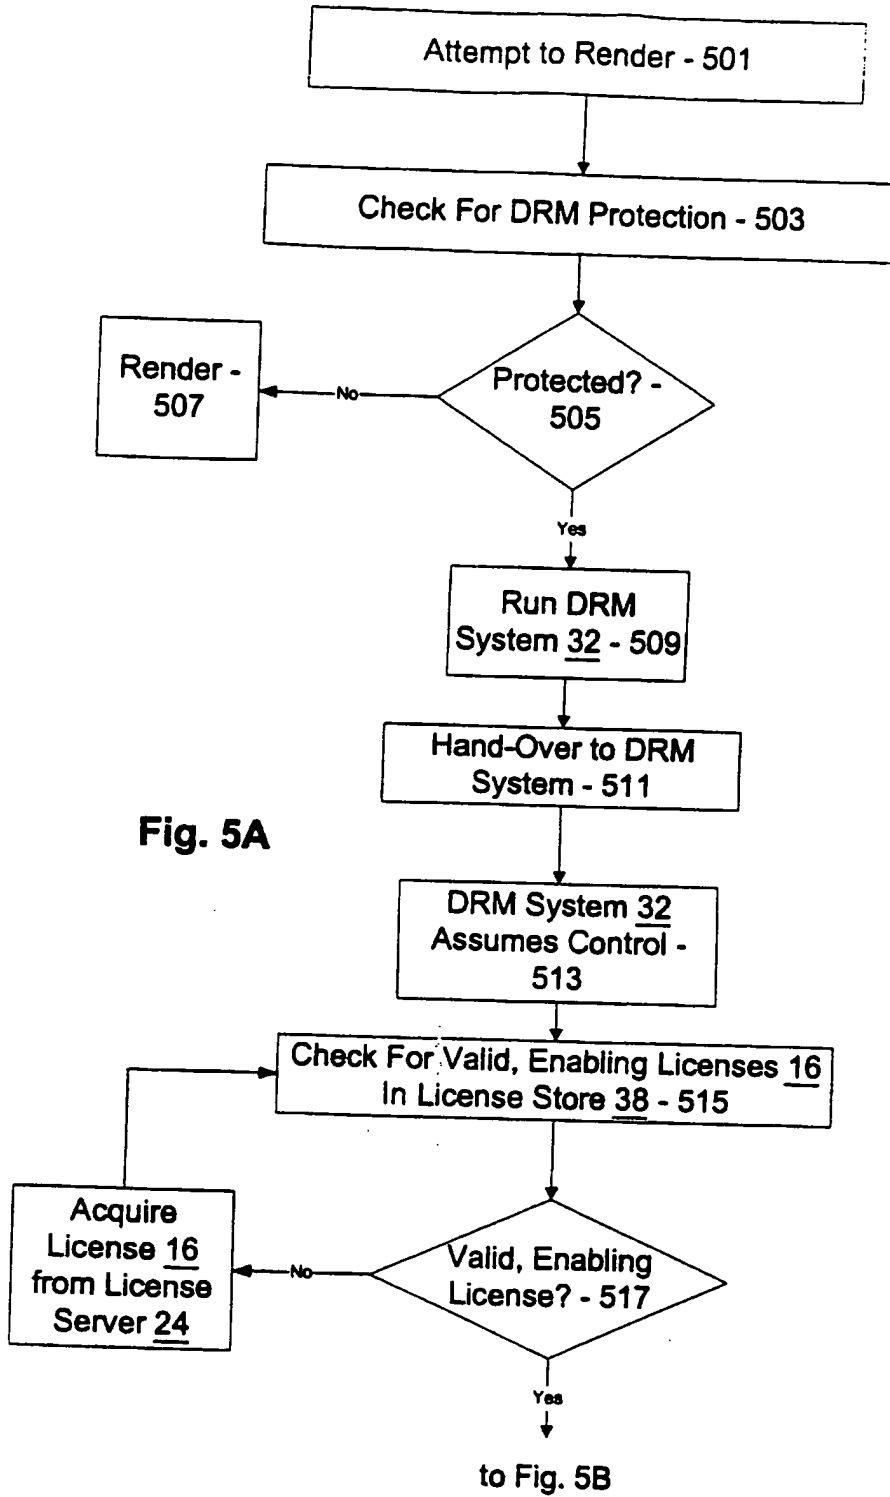 Attempt to Render - 501
Check For DRM Protection - 503
Protected? -
505
No
Render -
507
Yes
Run DRM
System 32 - 509
Hand-Over to DRM
System - 511
Fig. 5A
DRM System 32
Assumes Control -
513
Check For Valid, Enabling Licenses 16
In License Store 38 - 515
Valid, Enabling
License? - 517
No
Acquire
License 16
from License
Server 24
Yes
to Fig. 5B